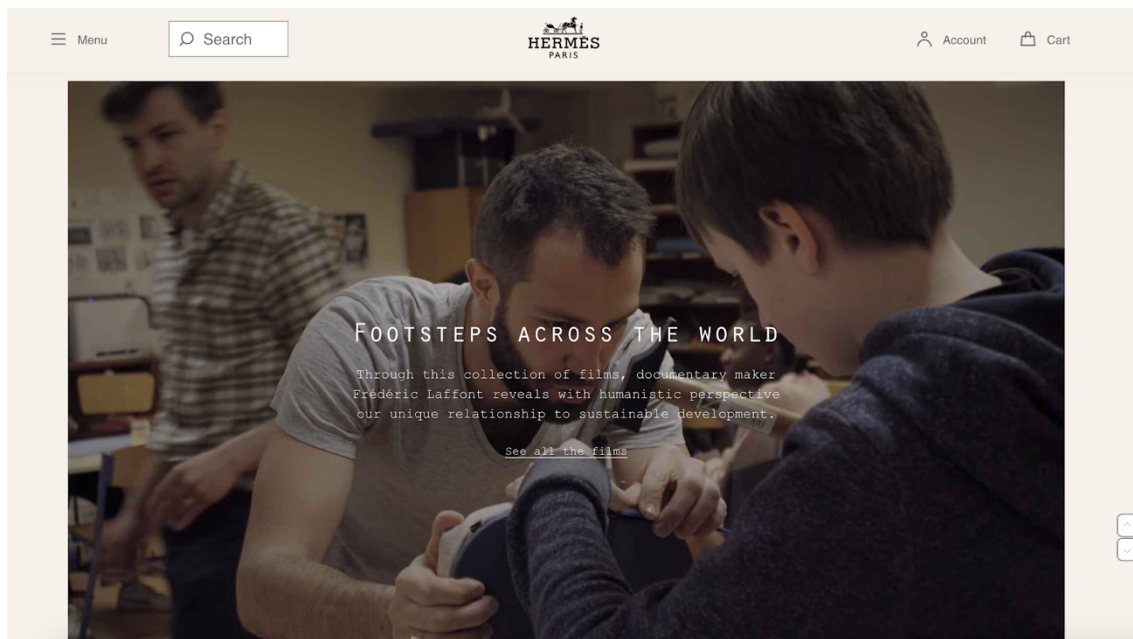 Menu
Search
HERMÈS
PARIS
Account
Cart
Footsteps across the world
Through this collection of films, documentary maker
Frédéric Laffont reveals with humanistic perspective
our unique relationship to sustainable development.
See all the films